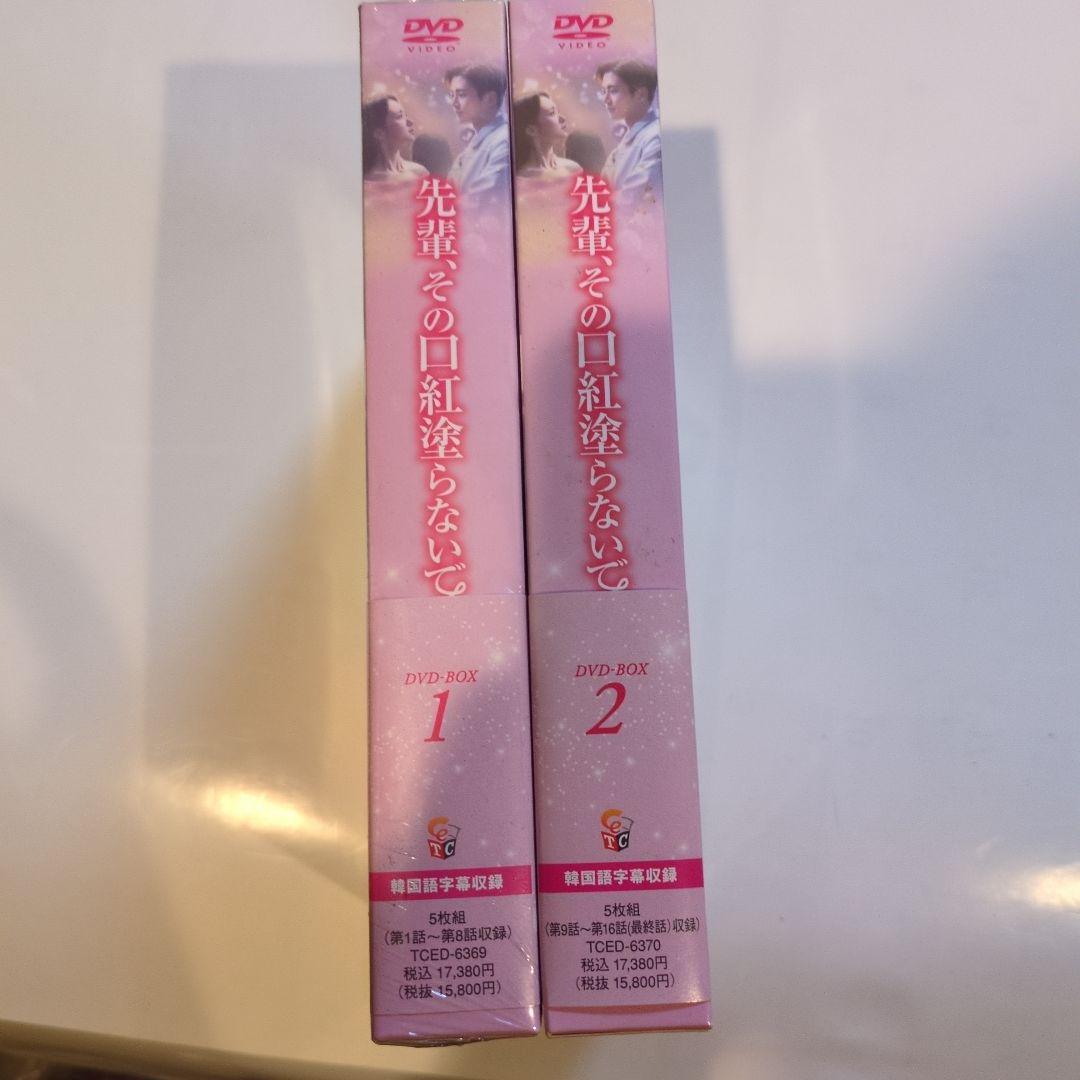 DVD
VIDEO
先輩、その口紅塗らないで
DVD-BOX
1
TC
韓国語字幕収録
5枚組
(第1話～第8話収録)
TCED-6369
税込 17,380円
(税抜 15,800円)
DVD
VIDEO
先輩、その口紅塗らないで
DVD-BOX
2
TC
韓国語字幕収録
5枚組
(第9話～第16話(最終話)収録)
TCED-6370
税込 17,380円
(税抜 15,800円)